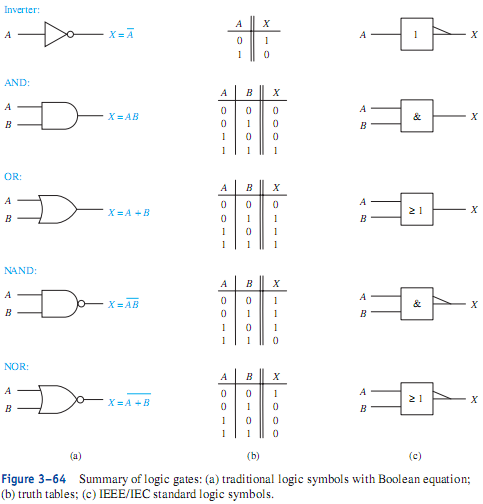 Inverter:
A X = A̅
A X
0 1
1 0
A 1 X
AND:
A
B
X = AB
A B X
0 0 0
0 1 0
1 0 0
1 1 1
A
B
&
X
OR:
A
B
X = A + B
A B X
0 0 0
0 1 1
1 0 1
1 1 1
A
B
≥ 1
X
NAND:
A
B
X = A̅B̅
A B X
0 0 1
0 1 1
1 0 1
1 1 0
A
B
&
X
NOR:
A
B
X = A̅ ̅+̅ ̅B̅
A B X
0 0 1
0 1 0
1 0 0
1 1 0
A
B
≥ 1
X
(a) (b) (c)
Figure 3–64 Summary of logic gates: (a) traditional logic symbols with Boolean equation;
(b) truth tables; (c) IEEE/IEC standard logic symbols.